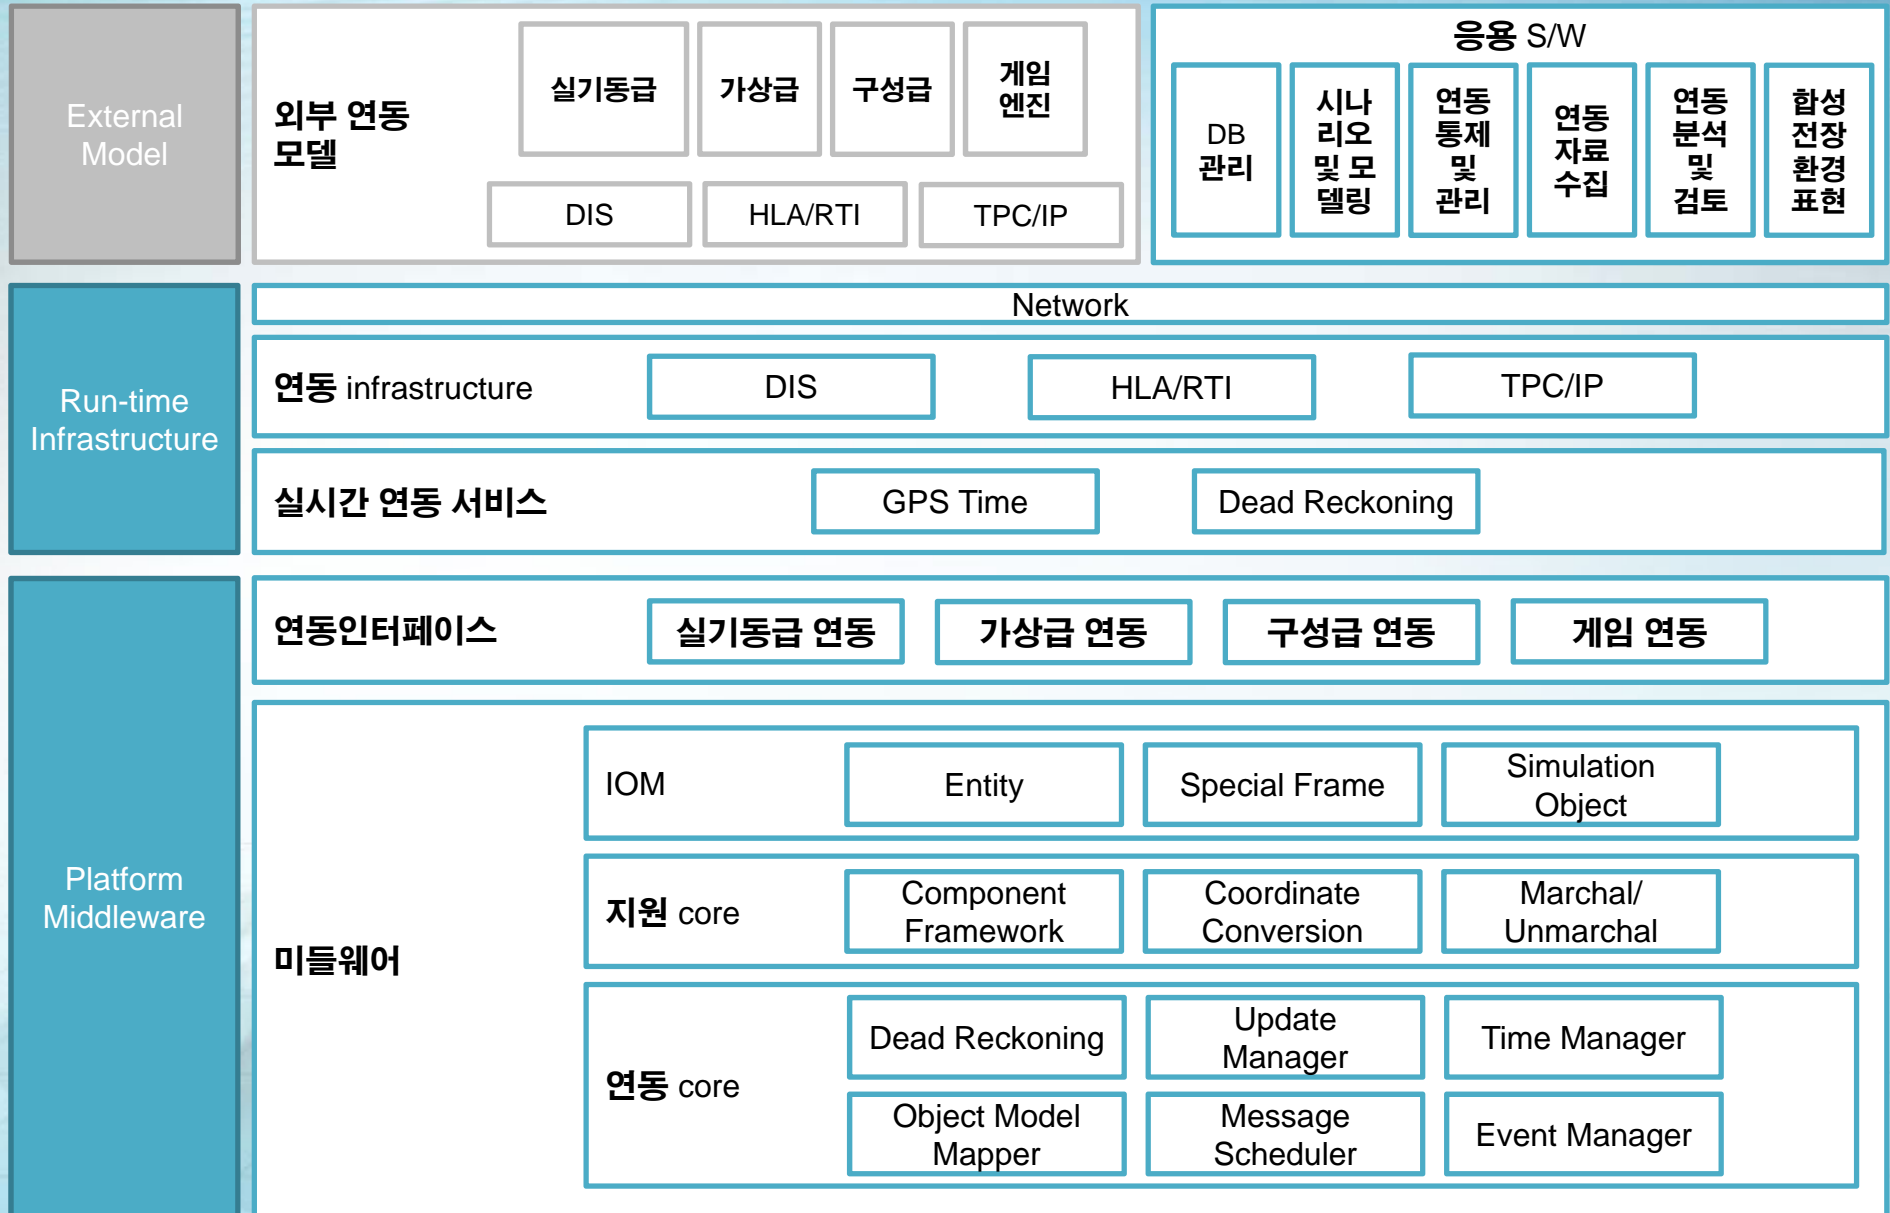 External
Model
외부 연동
모델
실기동급
가상급
구성급
게임
엔진
DIS
HLA/RTI
TPC/IP
응용 S/W
DB
관리
시나
리오
및 모
델링
연동
통제
및
관리
연동
자료
수집
연동
분석
및
검토
합성
전장
환경
표현
Run-time
Infrastructure
Network
연동 infrastructure
DIS
HLA/RTI
TPC/IP
실시간 연동 서비스
GPS Time
Dead Reckoning
Platform
Middleware
연동인터페이스
실기동급 연동
가상급 연동
구성급 연동
게임 연동
미들웨어
IOM
Entity
Special Frame
Simulation
Object
지원 core
Component
Framework
Coordinate
Conversion
Marchal/
Unmarchal
연동 core
Dead Reckoning
Update
Manager
Time Manager
Object Model
Mapper
Message
Scheduler
Event Manager